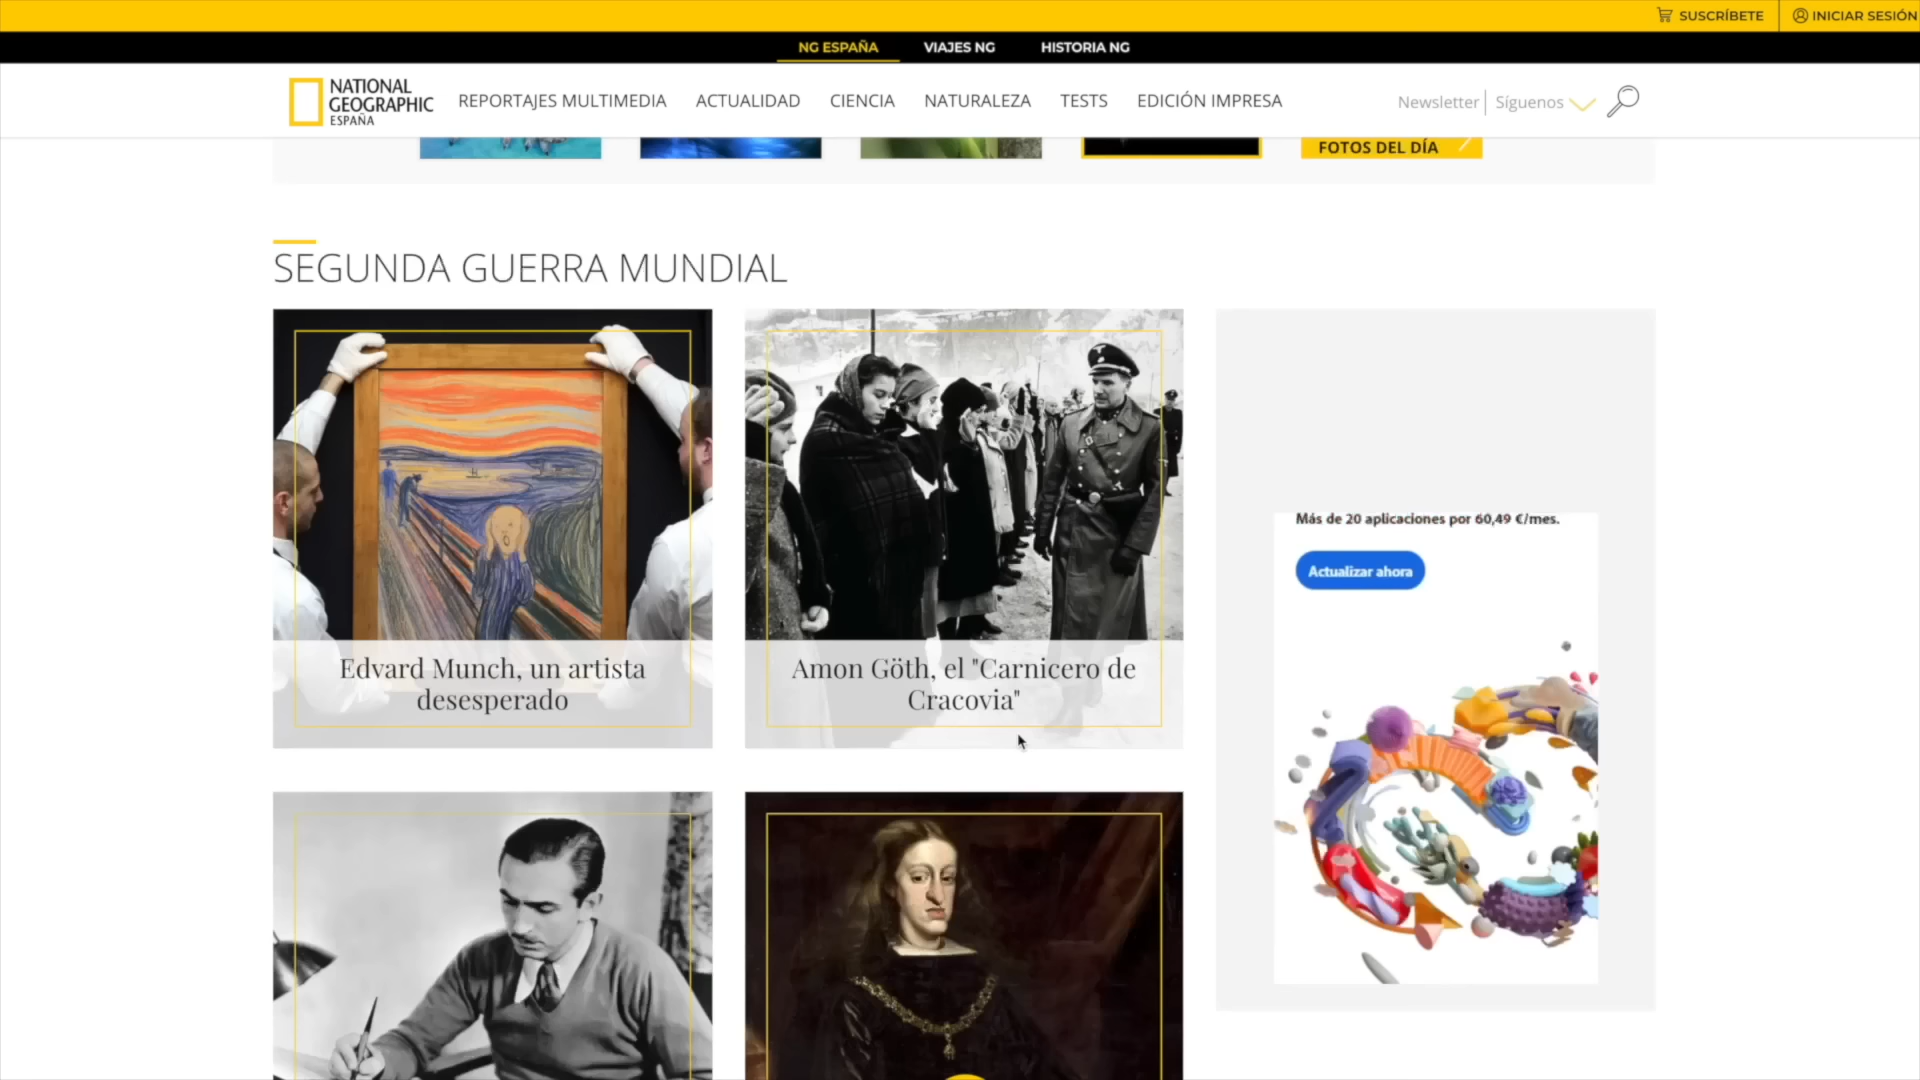 SUSCRÍBETE
INICIAR SESIÓN
NG ESPAÑA
VIAJES NG
HISTORIA NG
NATIONAL
GEOGRAPHIC
ESPAÑA
REPORTAJES MULTIMEDIA
ACTUALIDAD
CIENCIA
NATURALEZA
TESTS
EDICIÓN IMPRESA
Newsletter
Síguenos
FOTOS DEL DÍA
SEGUNDA GUERRA MUNDIAL
Edvard Munch, un artista
desesperado
Amon Göth, el "Carnicero de
Cracovia"
Más de 20 aplicaciones por 60,49 €/mes.
Actualizar ahora